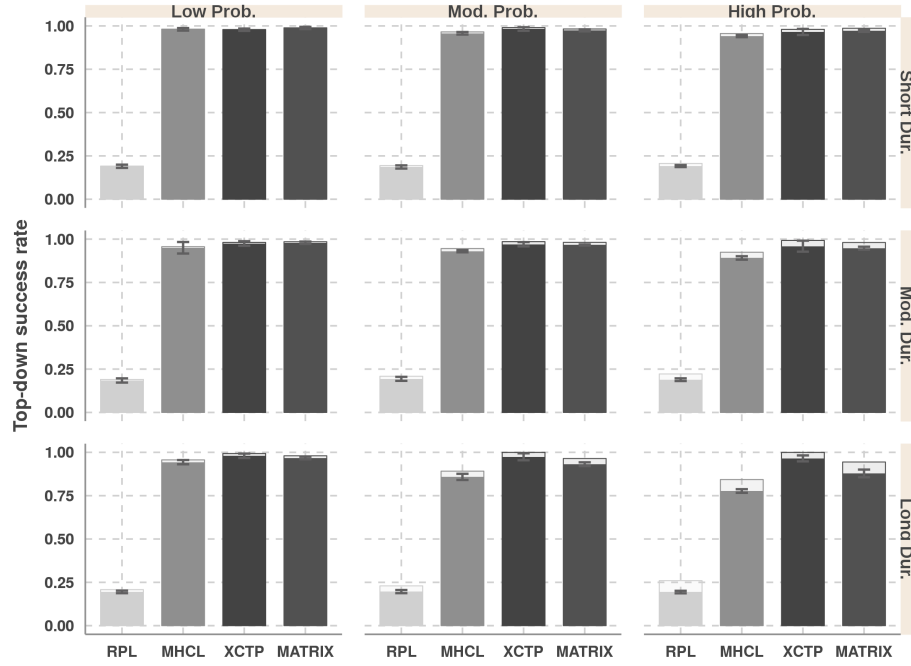 Low Prob. Mod. Prob. High Prob.
1.00
0.75
0.50
0.25
0.00
Short Dur.
1.00
0.75
0.50
0.25
0.00
Mod. Dur.
Top-down success rate
1.00
0.75
0.50
0.25
0.00
Long Dur.
RPL MHCL XCTP MATRIX RPL MHCL XCTP MATRIX RPL MHCL XCTP MATRIX